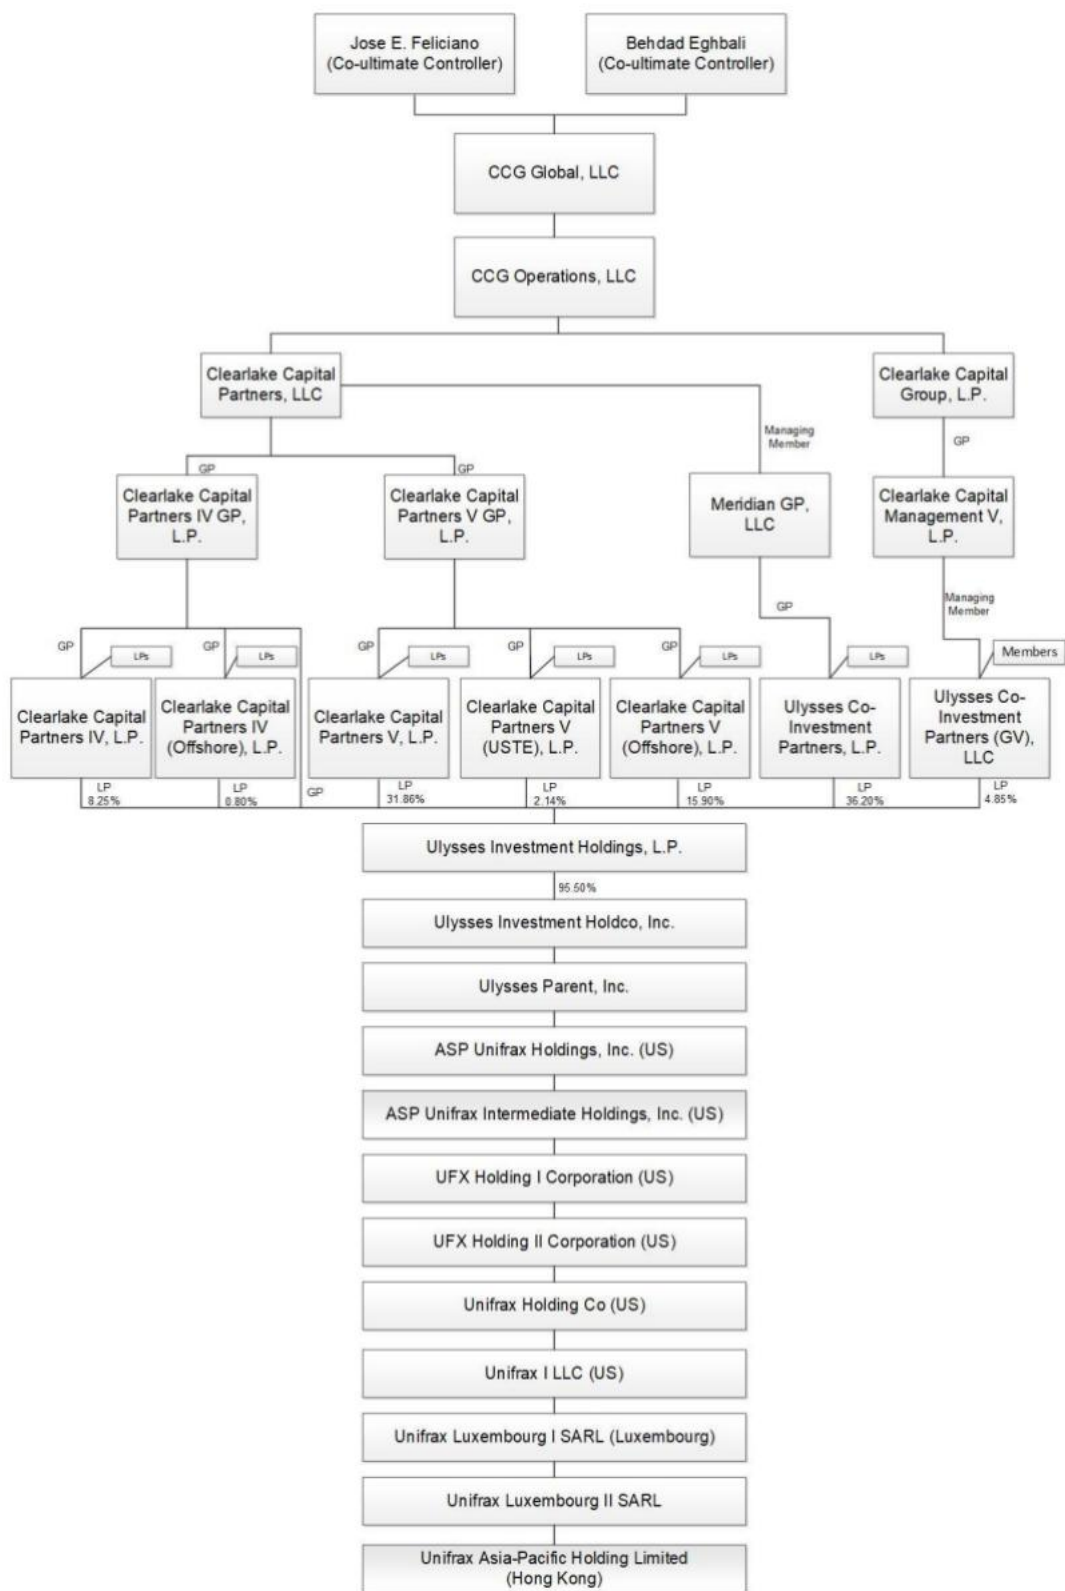 Jose E. Feliciano
(Co-ultimate Controller)
Behdad Eghbali
(Co-ultimate Controller)
CCG Global, LLC
CCG Operations, LLC
Clearlake Capital
Partners, LLC
Clearlake Capital
Group, L.P.
Managing
Member
GP
GP
GP
Clearlake Capital
Partners IV GP,
L.P.
Clearlake Capital
Partners V GP,
L.P.
Meridian GP,
LLC
Clearlake Capital
Management V,
L.P.
Managing
Member
GP
GP
GP
GP
GP
GP
LPs
LPs
LPs
LPs
LPs
LPs
Members
Clearlake Capital
Partners IV, L.P.
Clearlake Capital
Partners IV
(Offshore), L.P.
Clearlake Capital
Partners V, L.P.
Clearlake Capital
Partners V
(USTE), L.P.
Clearlake Capital
Partners V
(Offshore), L.P.
Ulysses Co-
Investment
Partners, L.P.
Ulysses Co-
Investment
Partners (GV),
LLC
LP
8.25%
LP
0.80%
GP
LP
31.86%
LP
2.14%
LP
15.90%
LP
36.20%
LP
4.85%
Ulysses Investment Holdings, L.P.
95.50%
Ulysses Investment Holdco, Inc.
Ulysses Parent, Inc.
ASP Unifrax Holdings, Inc. (US)
ASP Unifrax Intermediate Holdings, Inc. (US)
UFX Holding I Corporation (US)
UFX Holding II Corporation (US)
Unifrax Holding Co (US)
Unifrax I LLC (US)
Unifrax Luxembourg I SARL (Luxembourg)
Unifrax Luxembourg II SARL
Unifrax Asia-Pacific Holding Limited
(Hong Kong)